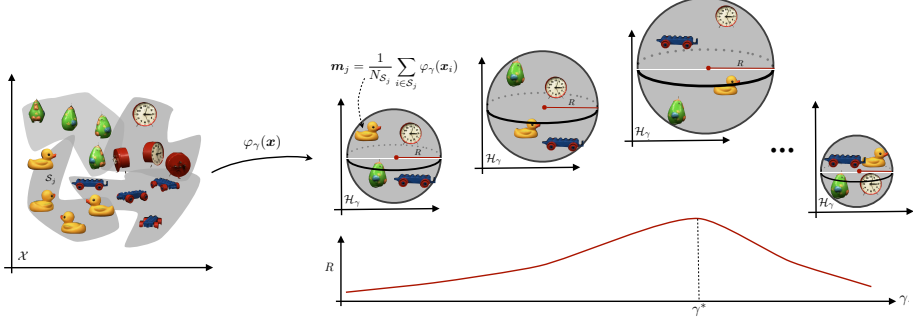 𝒎_j = 1/N_{𝒮_j} ∑_{i∈𝒮_j} φ_γ(𝒙_i)
φ_γ(𝒙)
𝒮_j
𝒳
R
ℋ_γ
R
ℋ_γ
R
ℋ_γ
•••
R
ℋ_γ
R
γ*
γ